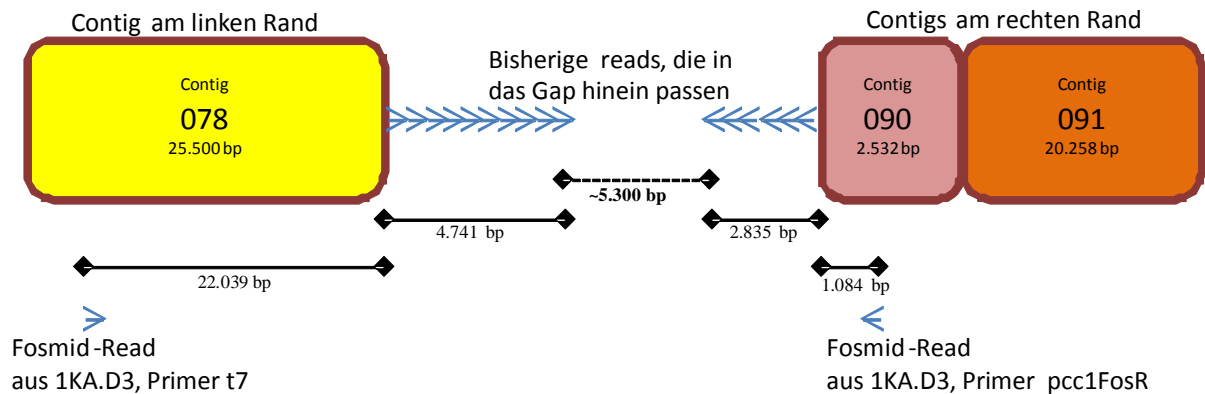 Contig am linken Rand
Contigs am rechten Rand
Contig
078
25.500 bp
Bisherige reads, die in
das Gap hinein passen
Contig
090
2.532 bp
Contig
091
20.258 bp
~5.300 bp
4.741 bp
2.835 bp
22.039 bp
1.084 bp
Fosmid-Read
aus 1KA.D3, Primer t7
Fosmid-Read
aus 1KA.D3, Primer pcc1FosR